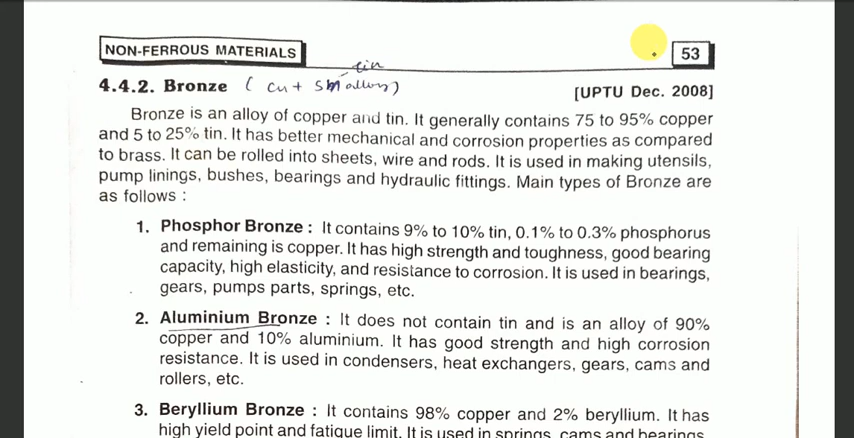 NON-FERROUS MATERIALS
53
tin
4.4.2. Bronze ( Cu + Sn alloy)
[UPTU Dec. 2008]
Bronze is an alloy of copper and tin. It generally contains 75 to 95% copper
and 5 to 25% tin. It has better mechanical and corrosion properties as compared
to brass. It can be rolled into sheets, wire and rods. It is used in making utensils,
pump linings, bushes, bearings and hydraulic fittings. Main types of Bronze are
as follows :
1. Phosphor Bronze : It contains 9% to 10% tin, 0.1% to 0.3% phosphorus
and remaining is copper. It has high strength and toughness, good bearing
capacity, high elasticity, and resistance to corrosion. It is used in bearings,
gears, pumps parts, springs, etc.
2. Aluminium Bronze : It does not contain tin and is an alloy of 90%
copper and 10% aluminium. It has good strength and high corrosion
resistance. It is used in condensers, heat exchangers, gears, cams and
rollers, etc.
3. Beryllium Bronze : It contains 98% copper and 2% beryllium. It has
high yield point and fatigue limit. It is used in springs, cams and bearings,